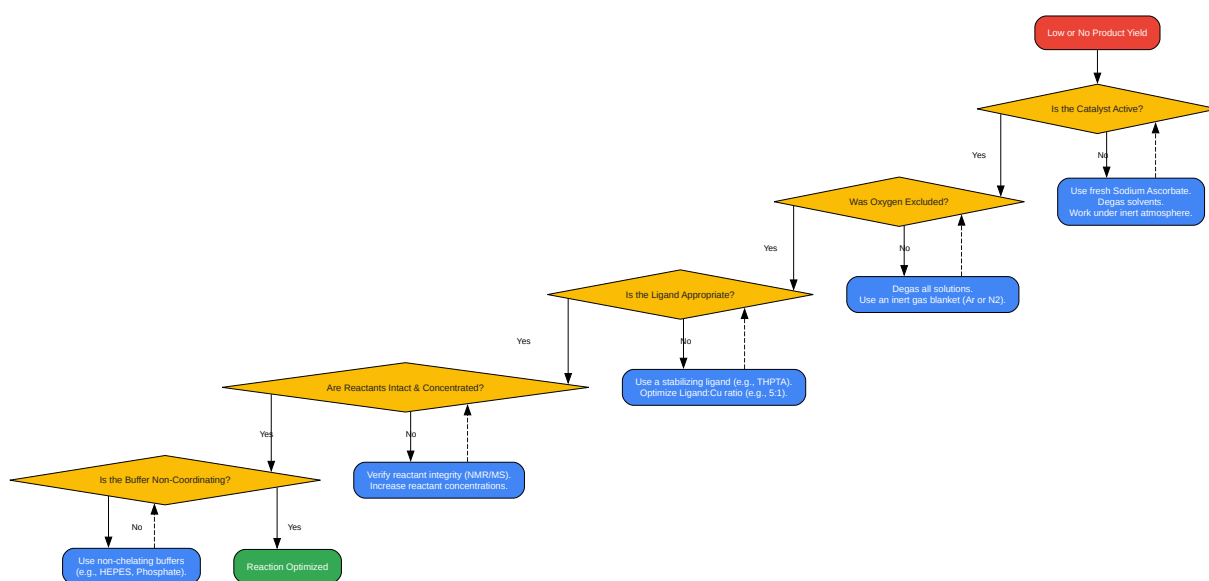 Low or No Product Yield
Is the Catalyst Active?
Yes
No
Use fresh Sodium Ascorbate.
Degas solvents.
Work under inert atmosphere.
Was Oxygen Excluded?
Yes
No
Degas all solutions.
Use an inert gas blanket (Ar or N2).
Is the Ligand Appropriate?
Yes
No
Use a stabilizing ligand (e.g., THPTA).
Optimize Ligand:Cu ratio (e.g., 5:1).
Are Reactants Intact & Concentrated?
Yes
No
Verify reactant integrity (NMR/MS).
Increase reactant concentrations.
Is the Buffer Non-Coordinating?
No
Yes
Use non-chelating buffers
(e.g., HEPES, Phosphate).
Reaction Optimized